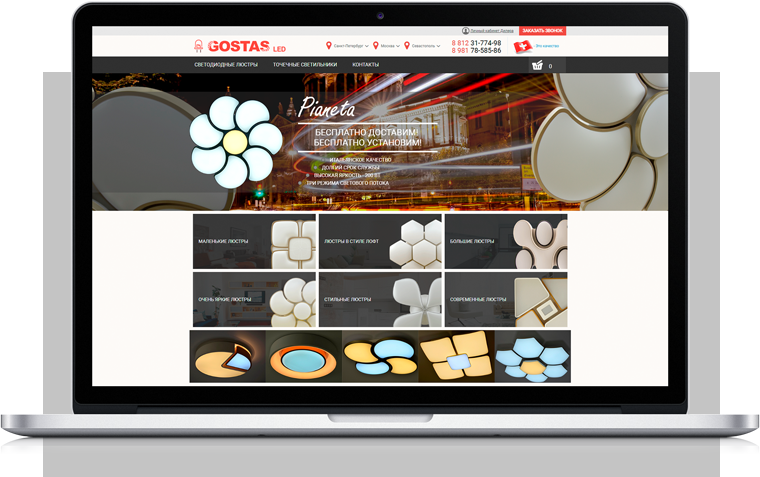 Личный кабинет Дилера
ЗАКАЗАТЬ ЗВОНОК
GOSTAS LED
Санкт-Петербург
Москва
Севастополь
8 812 31-774-98
8 981 78-585-86
СВЕТОДИОДНЫЕ ЛЮСТРЫ
ТОЧЕЧНЫЕ СВЕТИЛЬНИКИ
КОНТАКТЫ
0
Pianeta
БЕСПЛАТНО ДОСТАВИМ!
БЕСПЛАТНО УСТАНОВИМ!
ИТАЛЬЯНСКОЕ КАЧЕСТВО
ДОЛГИЙ СРОК СЛУЖБЫ
ВЫСОКАЯ ЯРКОСТЬ - 200 ВТ
ТРИ РЕЖИМА СВЕТОВОГО ПОТОКА
МАЛЕНЬКИЕ ЛЮСТРЫ
ЛЮСТРЫ В СТИЛЕ ЛОФТ
БОЛЬШИЕ ЛЮСТРЫ
ОЧЕНЬ ЯРКИЕ ЛЮСТРЫ
СТИЛЬНЫЕ ЛЮСТРЫ
СОВРЕМЕННЫЕ ЛЮСТРЫ